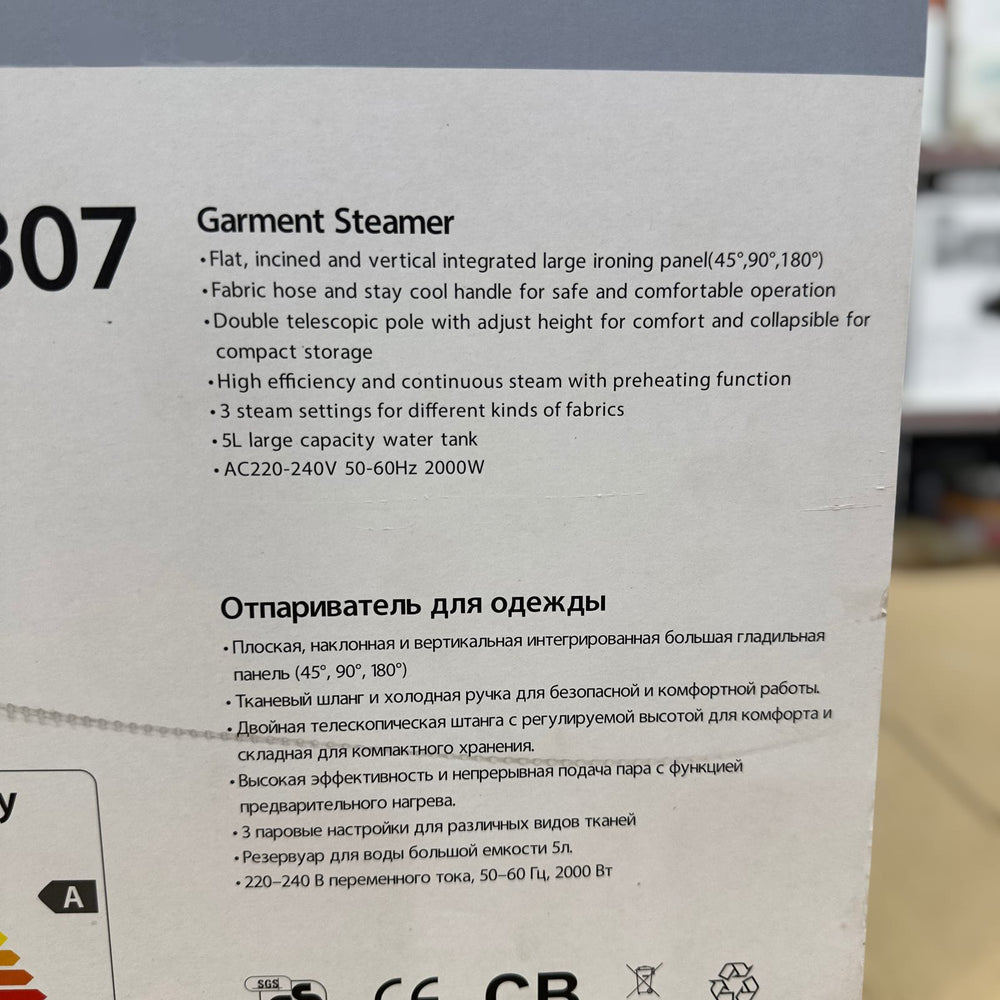 307
Garment Steamer
•Flat, incined and vertical integrated large ironing panel(45°,90°,180°)
•Fabric hose and stay cool handle for safe and comfortable operation
•Double telescopic pole with adjust height for comfort and collapsible for
compact storage
•High efficiency and continuous steam with preheating function
•3 steam settings for different kinds of fabrics
•5L large capacity water tank
•AC220-240V 50-60Hz 2000W
Отпариватель для одежды
•Плоская, наклонная и вертикальная интегрированная большая гладильная
панель (45°, 90°, 180°)
•Тканевый шланг и холодная ручка для безопасной и комфортной работы.
•Двойная телескопическая штанга с регулируемой высотой для комфорта и
складная для компактного хранения.
•Высокая эффективность и непрерывная подача пара с функцией
предварительного нагрева.
•3 паровые настройки для различных видов тканей
•Резервуар для воды большой емкости 5л.
•220–240 В переменного тока, 50–60 Гц, 2000 Вт
y
A
SGS
GS
CE
CB